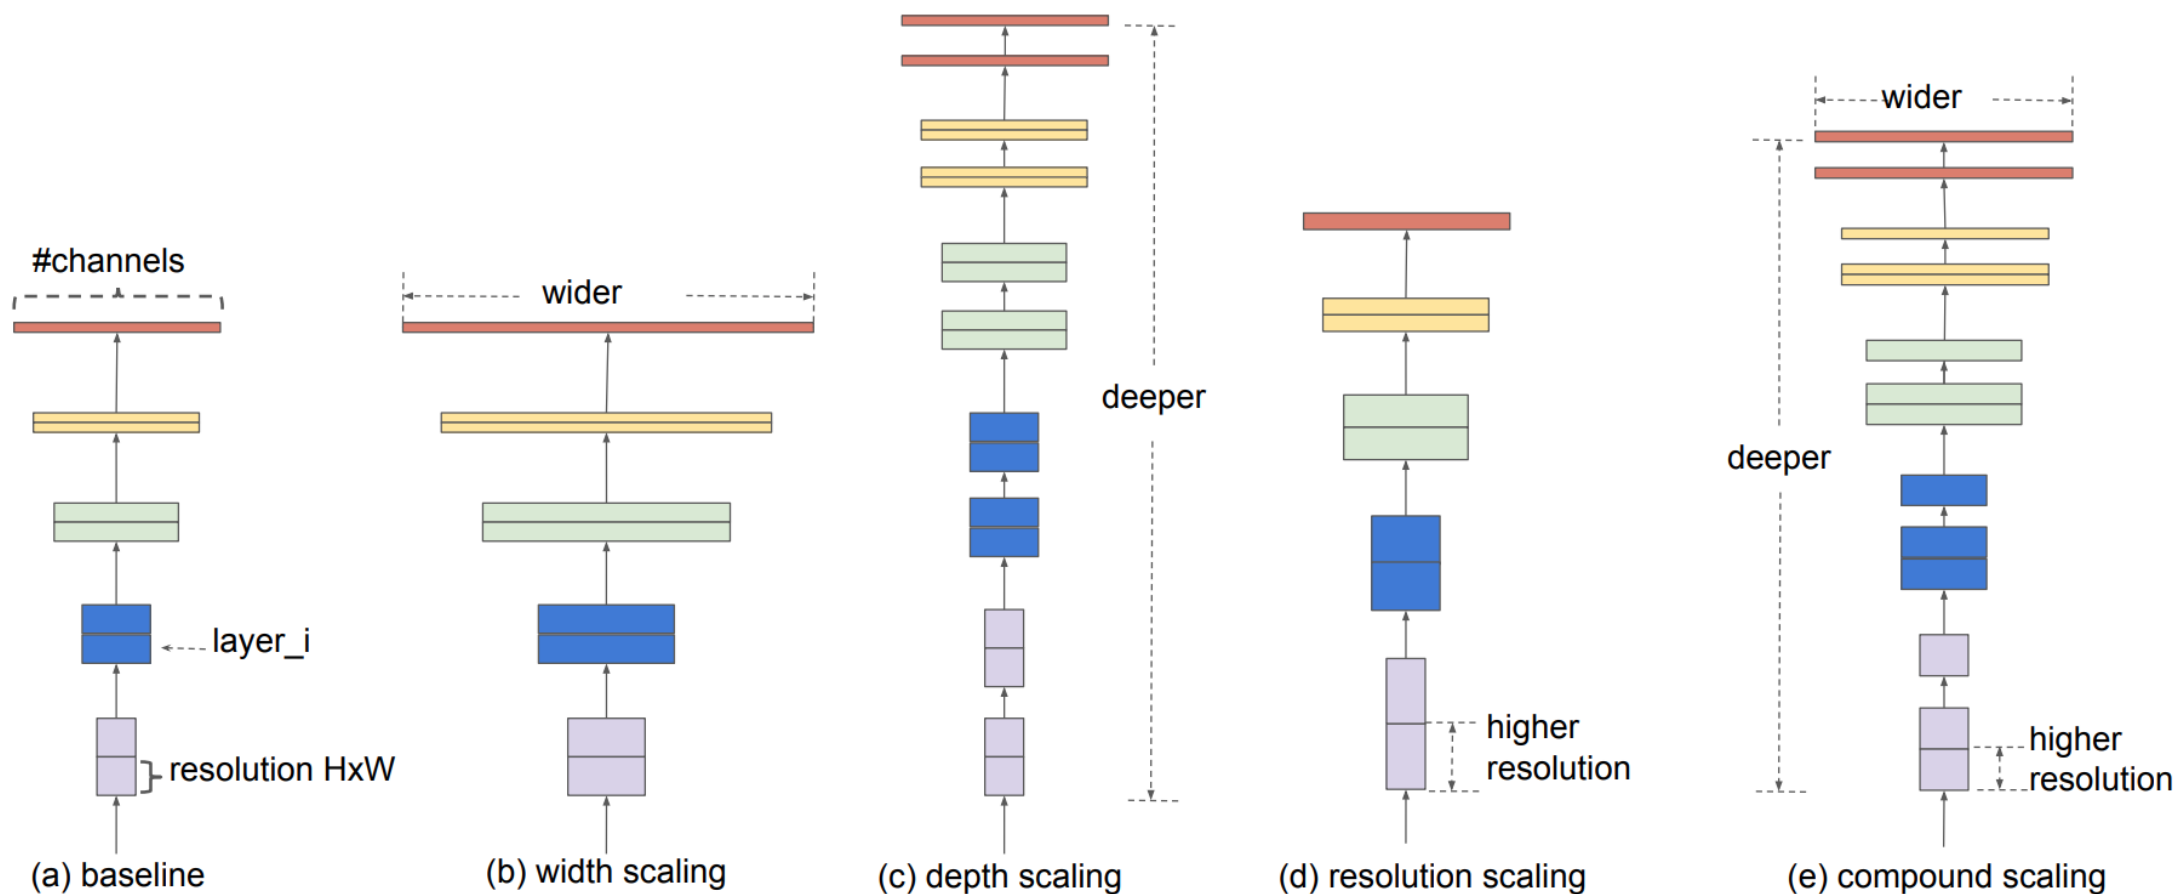 #channels
layer_i
resolution HxW
(a) baseline
wider
(b) width scaling
deeper
(c) depth scaling
higher
resolution
(d) resolution scaling
wider
deeper
higher
resolution
(e) compound scaling